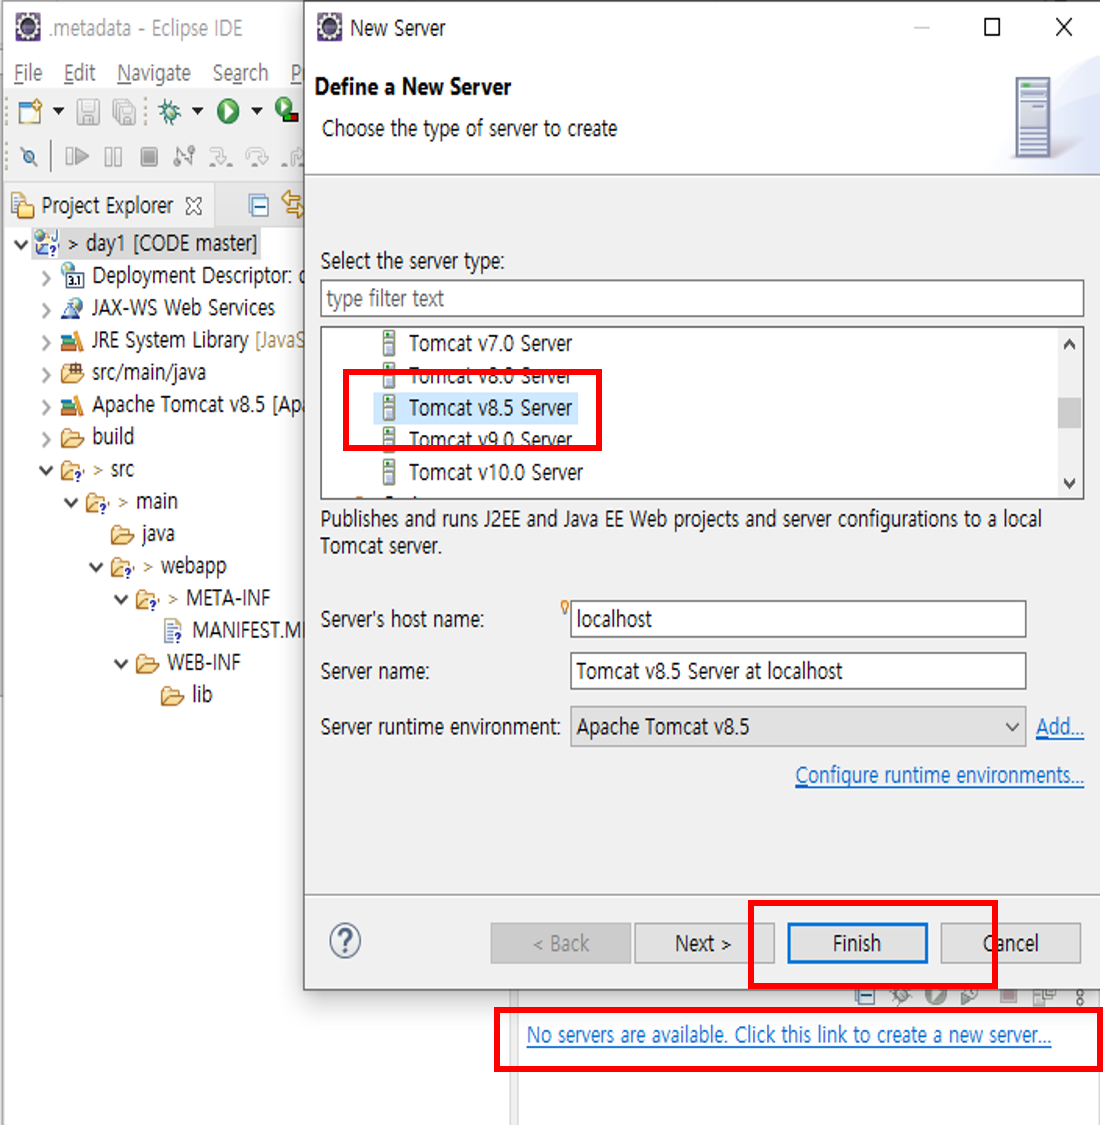 .metadata - Eclipse IDE
File Edit Navigate Search
Project Explorer
> day1 [CODE master]
3.1 Deployment Descriptor:
JAX-WS Web Services
JRE System Library [JavaS
src/main/java
Apache Tomcat v8.5 [Apa
build
> src
> main
java
> webapp
> META-INF
MANIFEST.M
WEB-INF
lib
New Server
Define a New Server
Choose the type of server to create
Select the server type:
type filter text
Tomcat v7.0 Server
Tomcat v8.0 Server
Tomcat v8.5 Server
Tomcat v9.0 Server
Tomcat v10.0 Server
Publishes and runs J2EE and Java EE Web projects and server configurations to a local
Tomcat server.
Server's host name: localhost
Server name: Tomcat v8.5 Server at localhost
Server runtime environment: Apache Tomcat v8.5 Add...
Configure runtime environments...
? < Back Next > Finish Cancel
No servers are available. Click this link to create a new server...